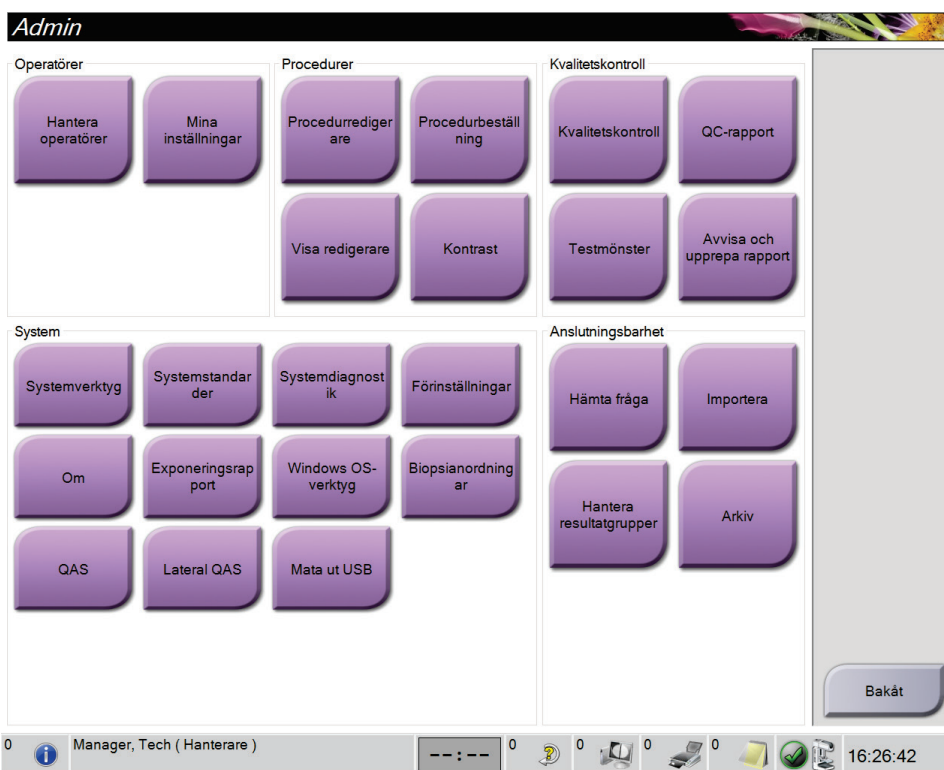 Admin
Operatörer
Hantera
operatörer
Mina
inställningar
Procedurer
Procedurrediger
are
Procedurbeställ
ning
Visa redigerare
Kontrast
Kvalitetskontroll
Kvalitetskontroll
QC-rapport
Testmönster
Avvisa och
upprepa rapport
System
Systemverktyg
Systemstandar
der
Systemdiagnost
ik
Förinställningar
Om
Exponeringsrap
port
Windows OS-
verktyg
Biopsianordning
ar
QAS
Lateral QAS
Mata ut USB
Anslutningsbarhet
Hämta fråga
Importera
Hantera
resultatgrupper
Arkiv
Bakåt
0
Manager, Tech ( Hanterare )
--:--
0
0
0
0
16:26:42